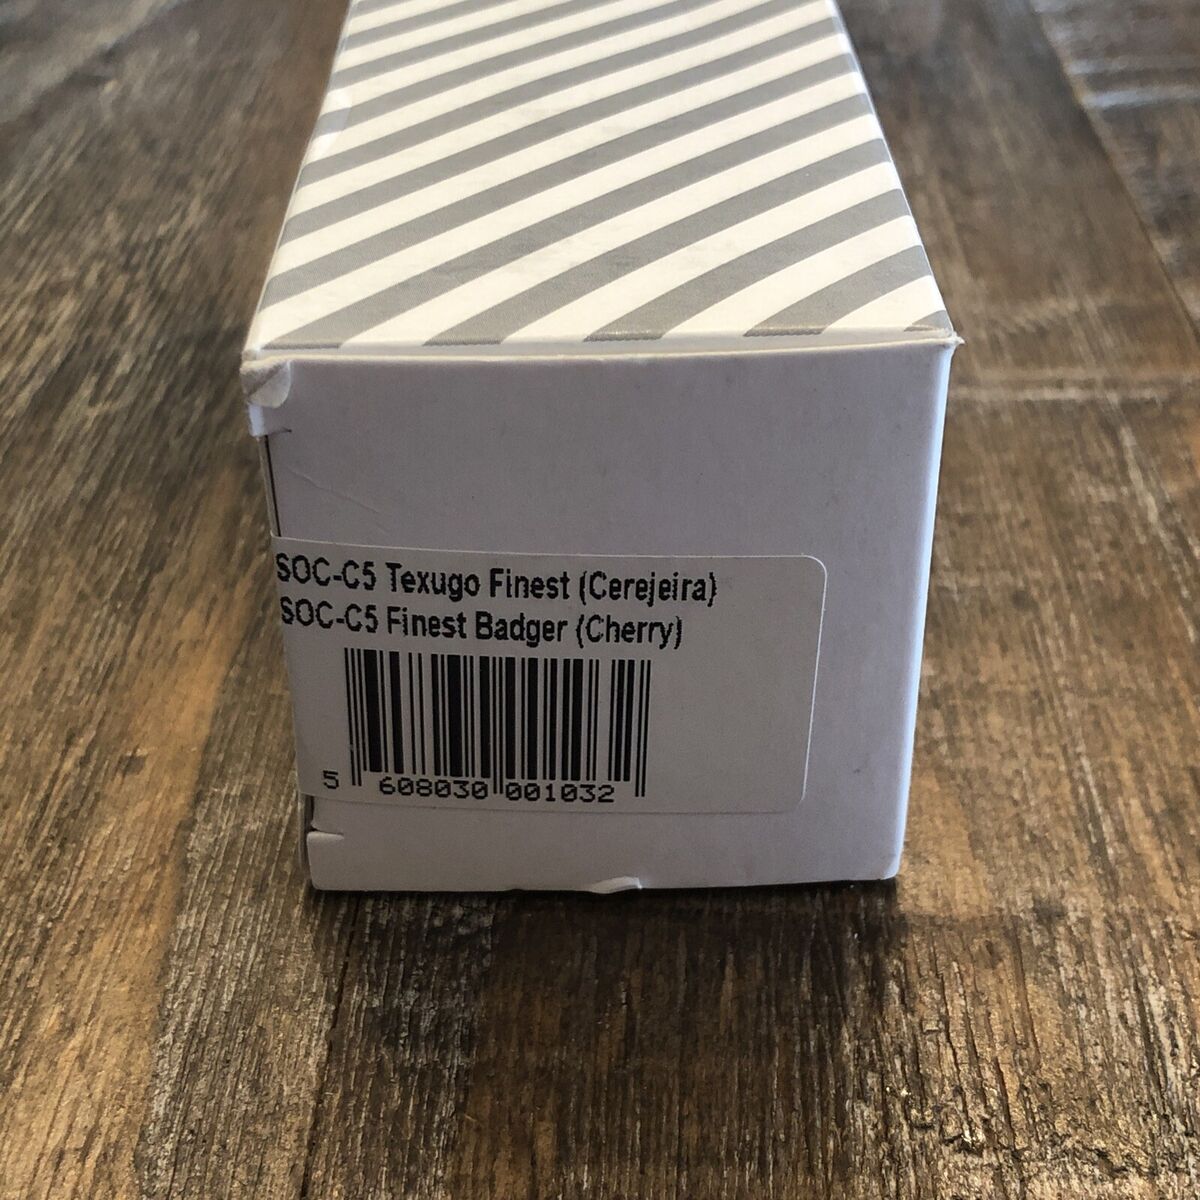 SOC-C5 Texugo Finest (Cerejeira)
SOC-C5 Finest Badger (Cherry)
5 608030 001032